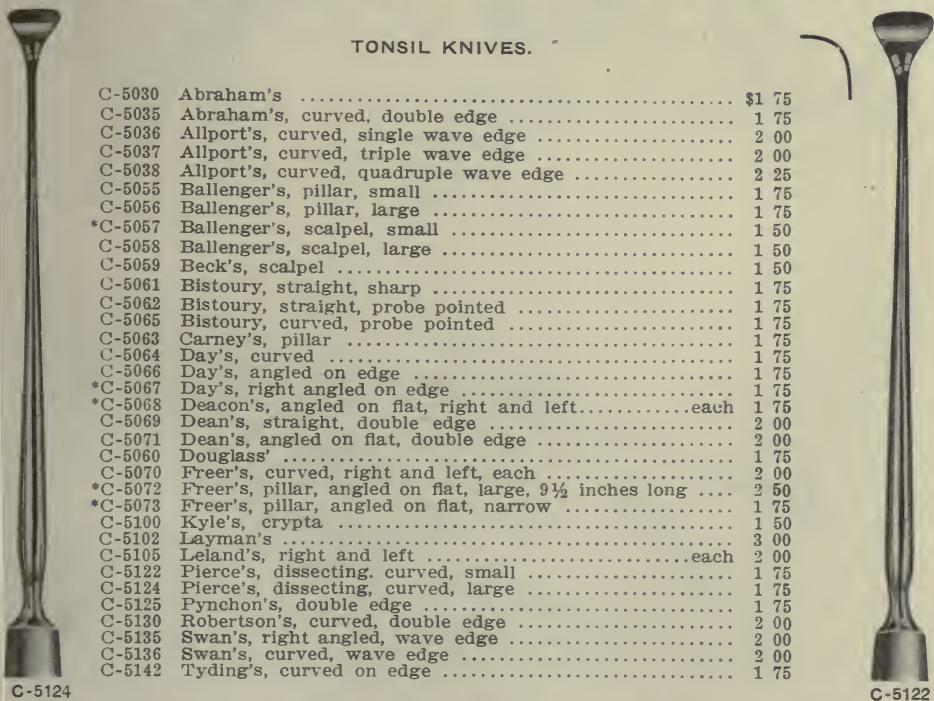 TONSIL KNIVES.
C-5030 Abraham's ........ $1 75
C-5035 Abraham's, curved, double edge ........ 1 75
C-5036 Allport's, curved, single wave edge ........ 2 00
C-5037 Allport's, curved, triple wave edge ........ 2 00
C-5038 Allport's, curved, quadruple wave edge ........ 2 25
C-5055 Ballenger's, pillar, small ........ 1 75
C-5056 Ballenger's, pillar, large ........ 1 75
*C-5057 Ballenger's, scalpel, small ........ 1 50
C-5058 Ballenger's, scalpel, large ........ 1 50
C-5059 Beck's, scalpel ........ 1 50
C-5061 Bistoury, straight, sharp ........ 1 75
C-5062 Bistoury, straight, probe pointed ........ 1 75
C-5065 Bistoury, curved, probe pointed ........ 1 75
C-5063 Carney's, pillar ........ 1 75
C-5064 Day's, curved ........ 1 75
C-5066 Day's, angled on edge ........ 1 75
*C-5067 Day's, right angled on edge ........ 1 75
*C-5068 Deacon's, angled on flat, right and left............each 1 75
C-5069 Dean's, straight, double edge ........ 2 00
C-5071 Dean's, angled on flat, double edge ........ 2 00
C-5060 Douglass' ........ 1 75
C-5070 Freer's, curved, right and left, each ........ 2 00
*C-5072 Freer's, pillar, angled on flat, large, 9½ inches long .... 2 50
*C-5073 Freer's, pillar, angled on flat, narrow ........ 1 75
C-5100 Kyle's, crypta ........ 1 50
C-5102 Layman's ........ 3 00
C-5105 Leland's, right and left ........each 2 00
C-5122 Pierce's, dissecting. curved, small ........ 1 75
C-5124 Pierce's, dissecting, curved, large ........ 1 75
C-5125 Pynchon's, double edge ........ 1 75
C-5130 Robertson's, curved, double edge ........ 2 00
C-5135 Swan's, right angled, wave edge ........ 2 00
C-5136 Swan's, curved, wave edge ........ 2 00
C-5142 Tyding's, curved on edge ........ 1 75
C-5124
C-5122